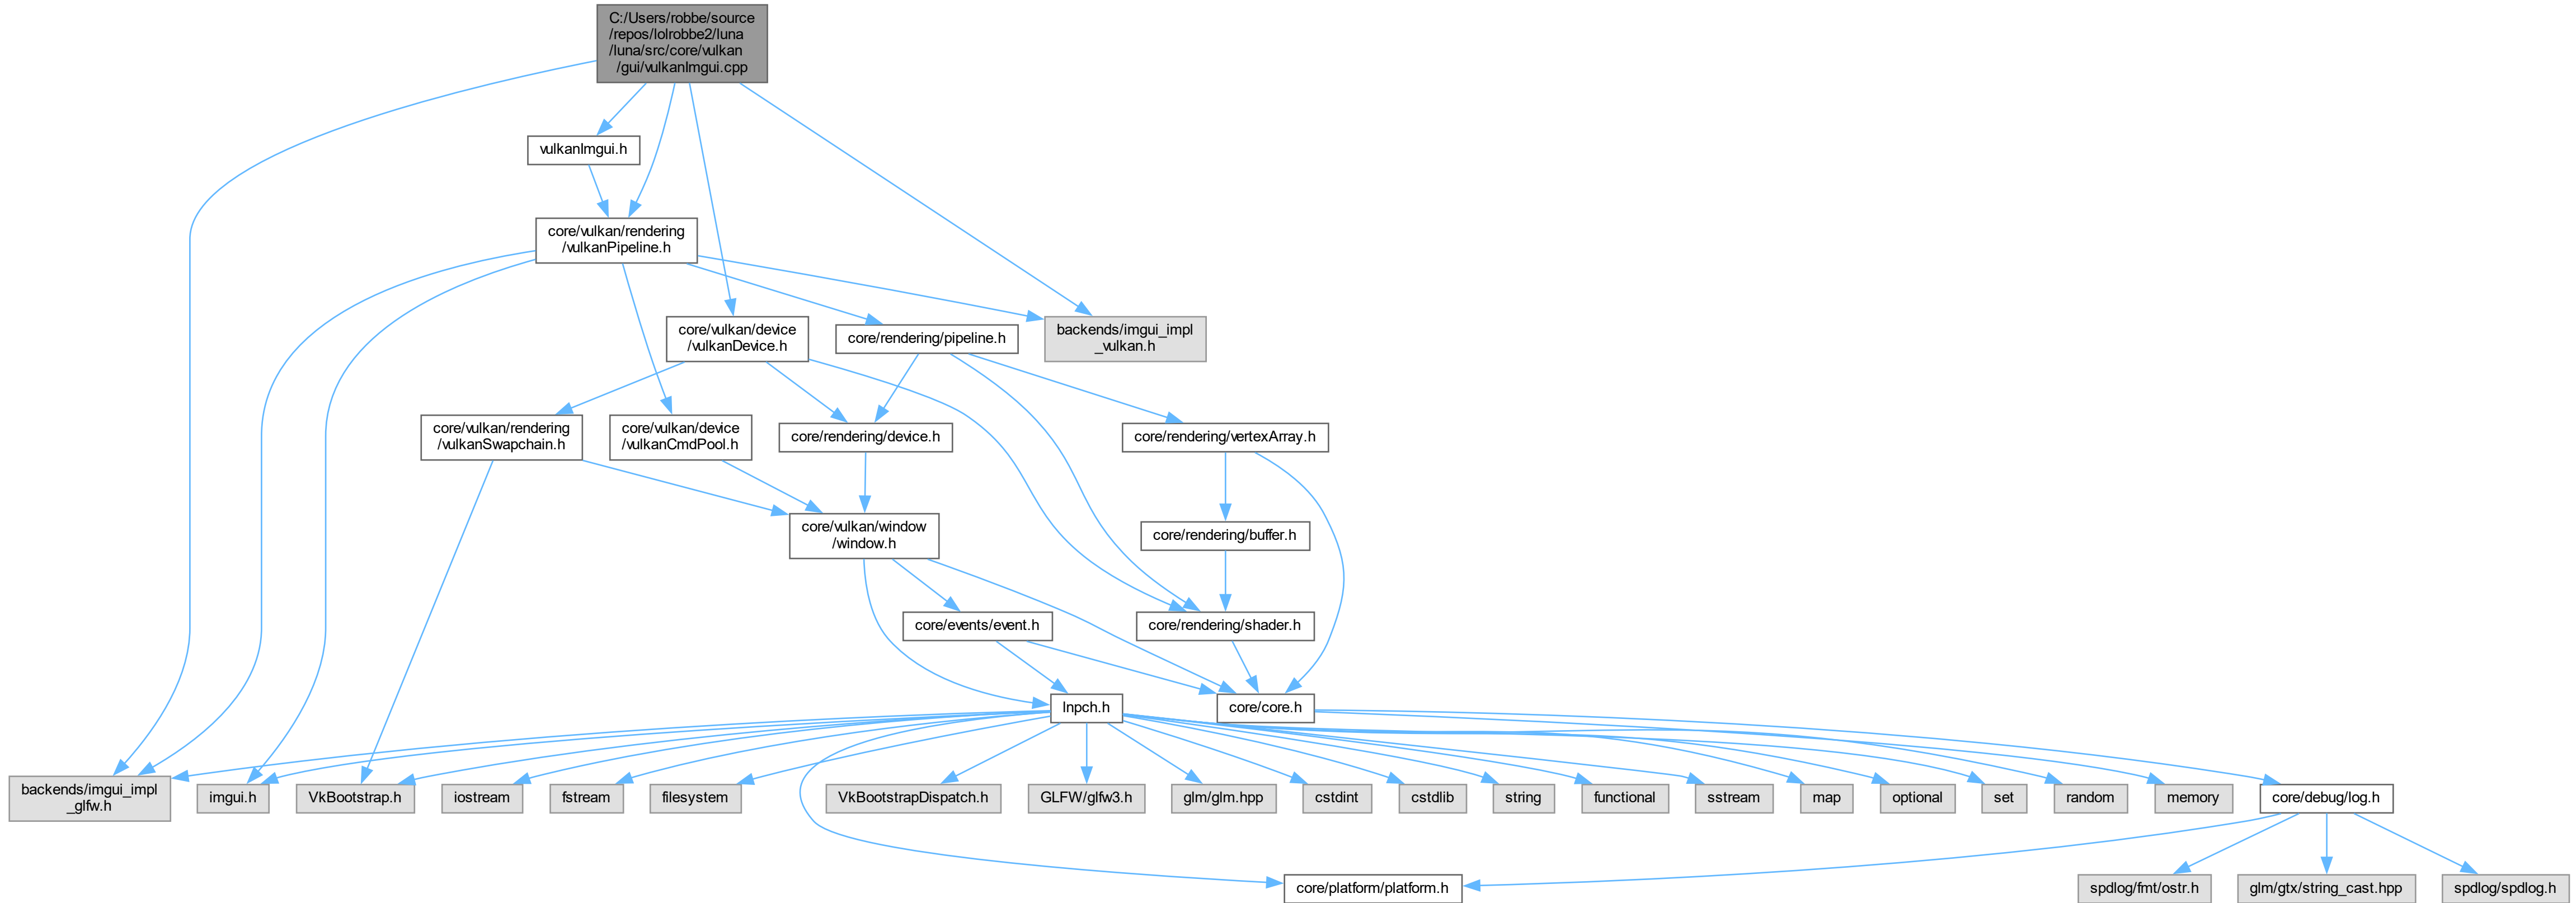 C:/Users/robbe/source
/repos/lolrobbe2/luna
/luna/src/core/vulkan
/gui/vulkanImgui.cpp
vulkanImgui.h
core/vulkan/rendering
/vulkanPipeline.h
core/vulkan/device
/vulkanDevice.h
core/rendering/pipeline.h
backends/imgui_impl
_vulkan.h
core/vulkan/rendering
/vulkanSwapchain.h
core/vulkan/device
/vulkanCmdPool.h
core/rendering/device.h
core/rendering/vertexArray.h
core/vulkan/window
/window.h
core/rendering/buffer.h
core/events/event.h
core/rendering/shader.h
lnpch.h
core/core.h
backends/imgui_impl
_glfw.h
imgui.h
VkBootstrap.h
iostream
fstream
filesystem
VkBootstrapDispatch.h
GLFW/glfw3.h
glm/glm.hpp
cstdint
cstdlib
string
functional
sstream
map
optional
set
random
memory
core/debug/log.h
core/platform/platform.h
spdlog/fmt/ostr.h
glm/gtx/string_cast.hpp
spdlog/spdlog.h